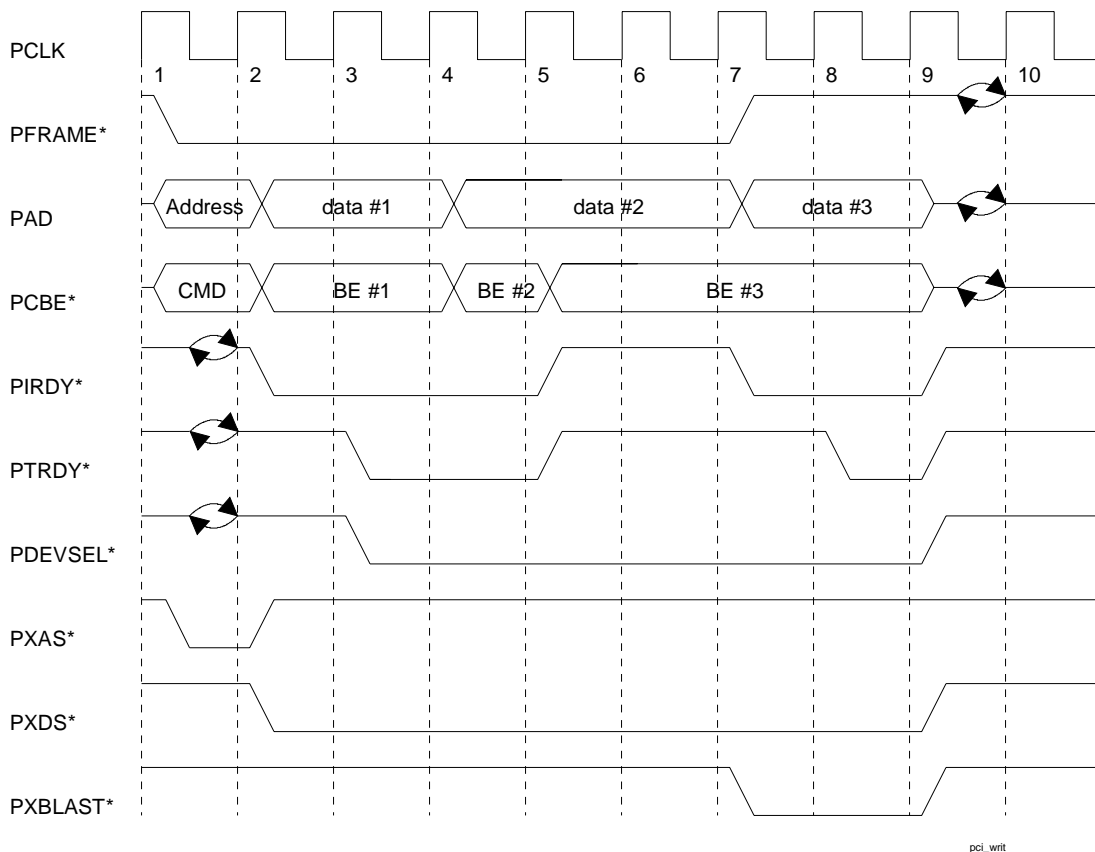 PCLK
1 2 3 4 5 6 7 8 9 10
PFRAME*
PAD
Address data #1 data #2 data #3
PCBE*
CMD BE #1 BE #2 BE #3
PIRDY*
PTRDY*
PDEVSEL*
PXAS*
PXDS*
PXBLAST*
pci_writ